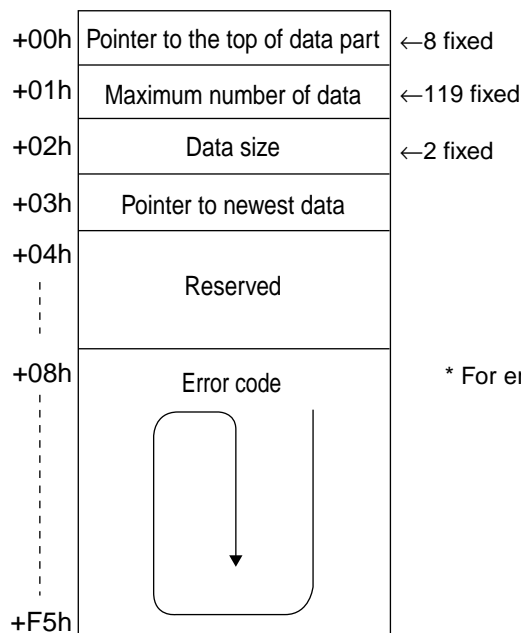 +00h Pointer to the top of data part ←8 fixed
+01h Maximum number of data ←119 fixed
+02h Data size ←2 fixed
+03h Pointer to newest data
+04h
Reserved
+08h Error code * For er
+F5h